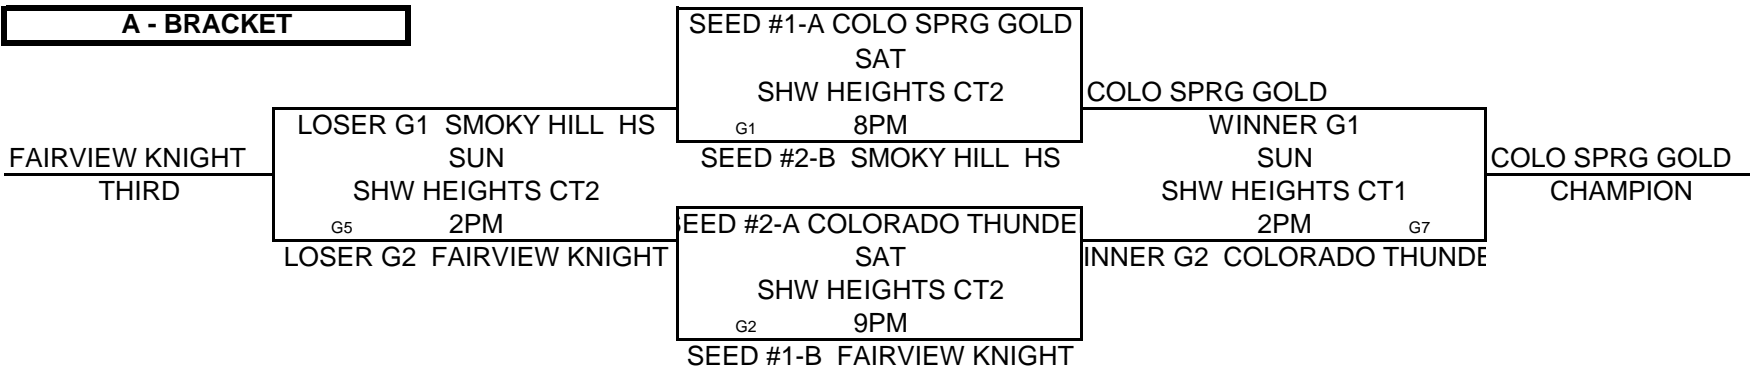 A - BRACKET
SEED #1-A COLO SPRG GOLD
SAT
SHW HEIGHTS CT2
G1 8PM
SEED #2-B SMOKY HILL HS
COLO SPRG GOLD
LOSER G1 SMOKY HILL HS
SUN
SHW HEIGHTS CT2
G5 2PM
LOSER G2 FAIRVIEW KNIGHT
FAIRVIEW KNIGHT
THIRD
WINNER G1
SUN
SHW HEIGHTS CT1
2PM G7
INNER G2 COLORADO THUNDE
COLO SPRG GOLD
CHAMPION
EED #2-A COLORADO THUNDE
SAT
SHW HEIGHTS CT2
G2 9PM
SEED #1-B FAIRVIEW KNIGHT